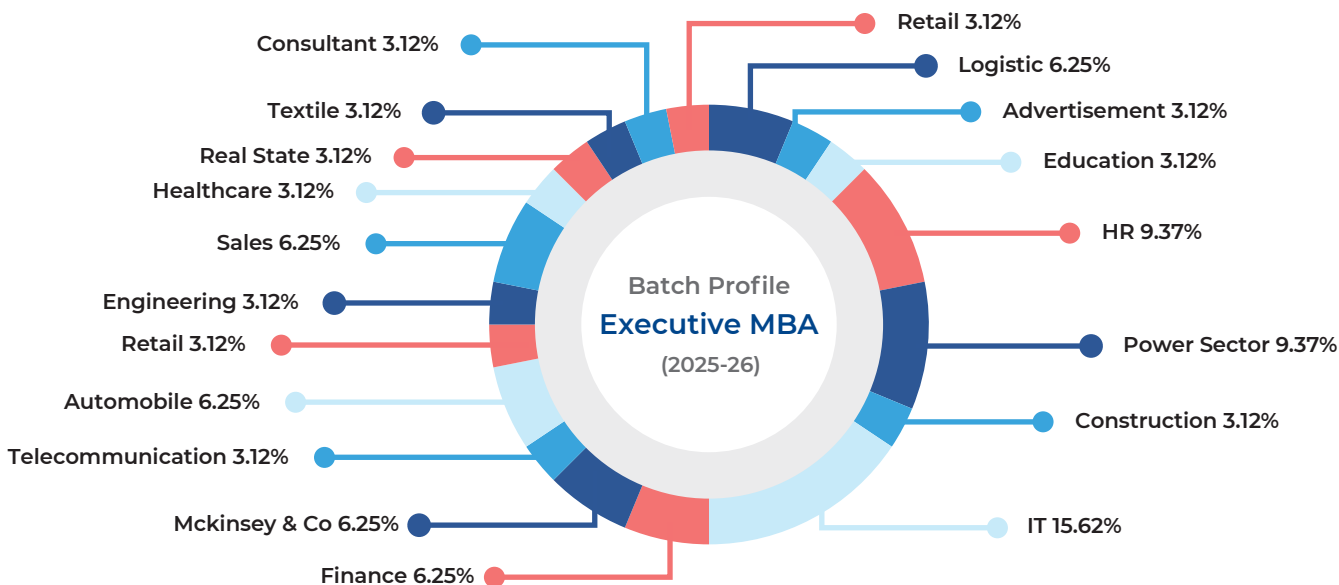 Retail 3.12%
Consultant 3.12%
Logistic 6.25%
Textile 3.12%
Advertisement 3.12%
Real State 3.12%
Education 3.12%
Healthcare 3.12%
Sales 6.25%
HR 9.37%
Batch Profile
Executive MBA
(2025-26)
Engineering 3.12%
Retail 3.12%
Power Sector 9.37%
Automobile 6.25%
Construction 3.12%
Telecommunication 3.12%
Mckinsey & Co 6.25%
IT 15.62%
Finance 6.25%